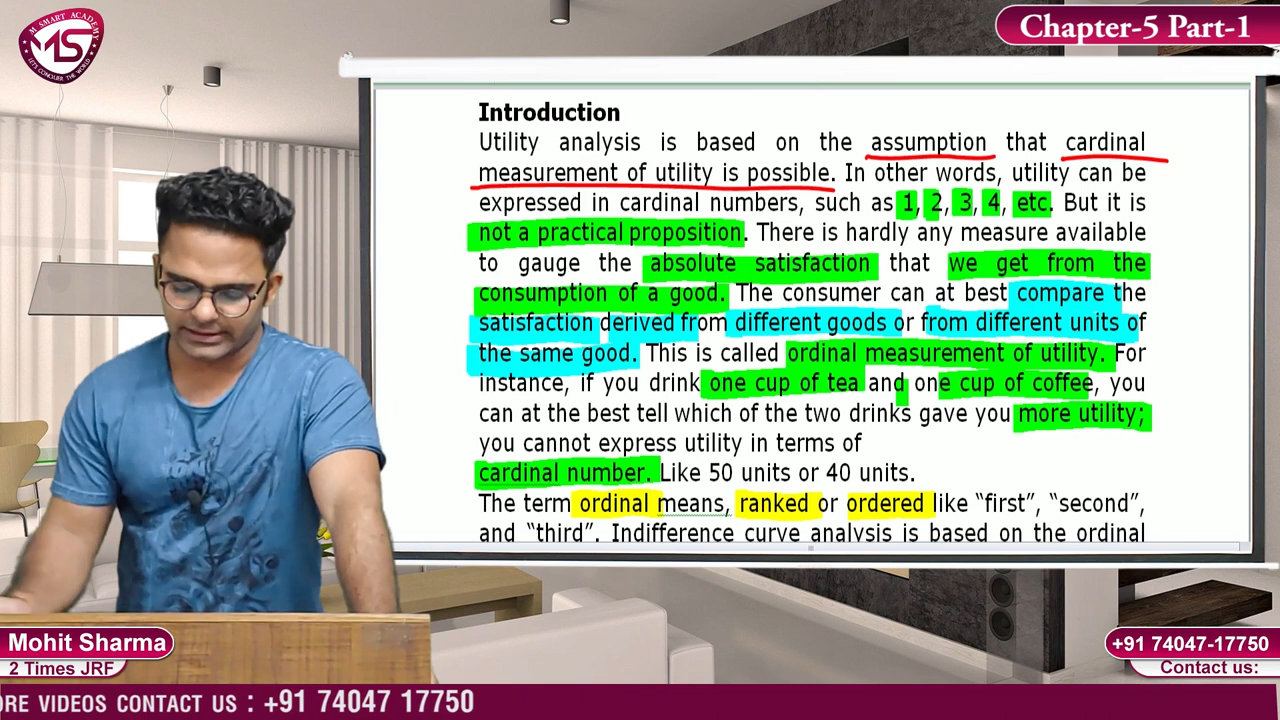 M SMART ACADEMY
MS
LET'S CONQUER THE WORLD
Chapter-5 Part-1
Introduction
Utility analysis is based on the assumption that cardinal
measurement of utility is possible. In other words, utility can be
expressed in cardinal numbers, such as 1, 2, 3, 4, etc. But it is
not a practical proposition. There is hardly any measure available
to gauge the absolute satisfaction that we get from the
consumption of a good. The consumer can at best compare the
satisfaction derived from different goods or from different units of
the same good. This is called ordinal measurement of utility. For
instance, if you drink one cup of tea and one cup of coffee, you
can at the best tell which of the two drinks gave you more utility;
you cannot express utility in terms of
cardinal number. Like 50 units or 40 units.
The term ordinal means, ranked or ordered like “first”, “second”,
and “third”. Indifference curve analysis is based on the ordinal
Mohit Sharma
2 Times JRF
+91 74047-17750
Contact us:
ORE VIDEOS CONTACT US : +91 74047 17750